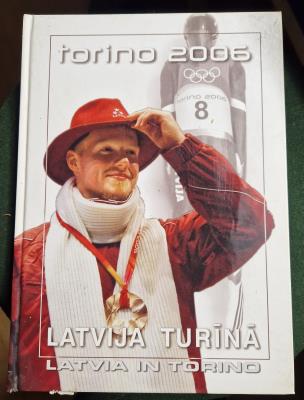 torino 2006
TORINO 2006
8
LATVIJA TURĪNĀ
LATVIA IN TORINO